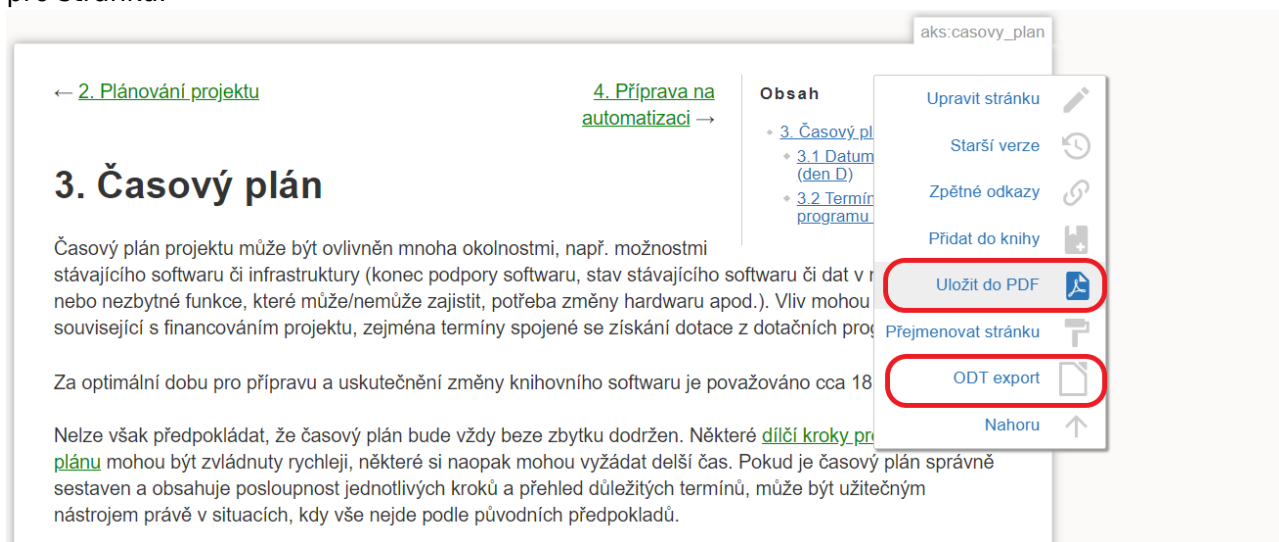 pro stránku.
aks:casovy_plan
← 2. Plánování projektu
4. Příprava na
automatizaci →
Obsah
3. Časový pl
3.1 Datum
(den D)
3.2 Termín
programu
Upravit stránku
Starší verze
Zpětné odkazy
Přidat do knihy
Uložit do PDF
Přejmenovat stránku
ODT export
Nahoru
3. Časový plán
Časový plán projektu může být ovlivněn mnoha okolnostmi, např. možnostmi
stávajícího softwaru či infrastruktury (konec podpory softwaru, stav stávajícího softwaru či dat v
nebo nezbytné funkce, které může/nemůže zajistit, potřeba změny hardwaru apod.). Vliv mohou
související s financováním projektu, zejména termíny spojené se získání dotace z dotačních prog
Za optimální dobu pro přípravu a uskutečnění změny knihovního softwaru je považováno cca 18
Nelze však předpokládat, že časový plán bude vždy beze zbytku dodržen. Některé dílčí kroky pr
plánu mohou být zvládnuty rychleji, některé si naopak mohou vyžádat delší čas. Pokud je časový plán správně
sestaven a obsahuje posloupnost jednotlivých kroků a přehled důležitých termínů, může být užitečným
nástrojem právě v situacích, kdy vše nejde podle původních předpokladů.